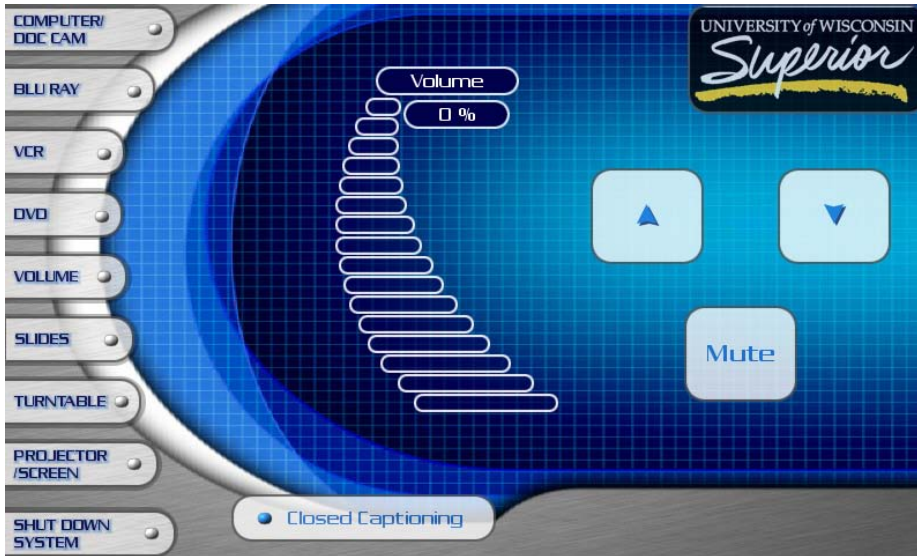 COMPUTER/
DOC CAM
BLU RAY
VCR
DVD
VOLUME
SLIDES
TURNTABLE
PROJECTOR
/SCREEN
SHUT DOWN
SYSTEM
Volume
0 %
UNIVERSITY of WISCONSIN
Superior
Mute
Closed Captioning